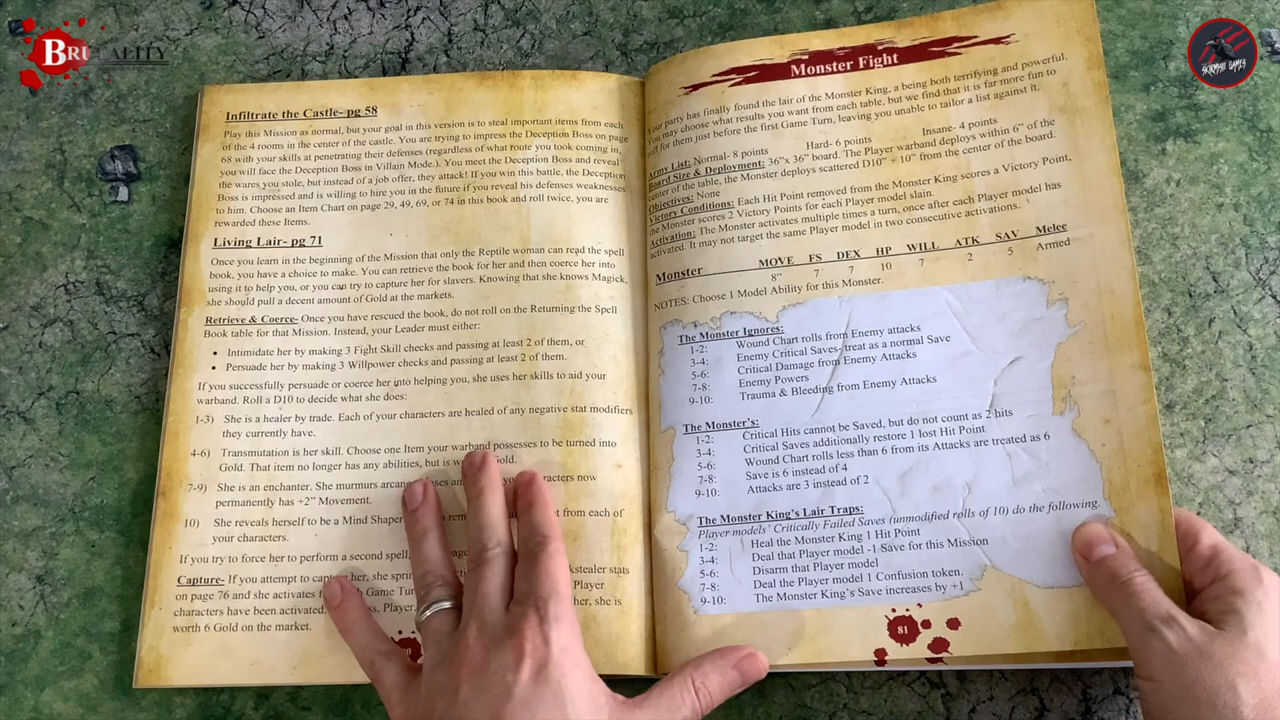 BRUTALITY
SKIRMISH GAMES
Infiltrate the Castle- pg 58
Play this Mission as normal, but your goal in this version is to steal important items from each
of the 4 rooms in the center of the castle. You are trying to impress the Deception Boss on page
68 with your skills at penetrating their defenses (regardless of what route you took coming in,
you will face the Deception Boss in Villain Mode.). You meet the Deception Boss and reveal
the wares you stole, but instead of a job offer, they attack! If you win this battle, the Deception
Boss is impressed and is willing to hire you in the future if you reveal his defenses weaknesses
to him. Choose an Item Chart on page 29, 49, 69, or 74 in this book and roll twice, you are
rewarded these Items.
Living Lair- pg 71
Once you learn in the beginning of the Mission that only the Reptile woman can read the spell
book, you have a choice to make. You can retrieve the book for her and then coerce her into
using it to help you, or you can try to capture her for slavers. Knowing that she knows Magick,
she should pull a decent amount of Gold at the markets.
Retrieve & Coerce- Once you have rescued the book, do not roll on the Returning the Spell
Book table for that Mission. Instead, your Leader must either:
• Intimidate her by making 3 Fight Skill checks and passing at least 2 of them, or
• Persuade her by making 3 Willpower checks and passing at least 2 of them.
If you successfully persuade or coerce her into helping you, she uses her skills to aid your
warband. Roll a D10 to decide what she does:
1-3) She is a healer by trade. Each of your characters are healed of any negative stat modifiers
they currently have.
4-6) Transmutation is her skill. Choose one Item your warband possesses to be turned into
Gold. That item no longer has any abilities, but is Gold.
7-9) She is an enchanter. She murmurs characters now
permanently has +2” Movement.
10) She reveals herself to be a Mind Shaper from each of
your characters.
If you try to force her to perform a second spell,
Capture- If you attempt to capture her, she stats
on page 76 and she activates Player
characters have been activated. her, she is
worth 6 Gold on the market.
Monster Fight
Your party has finally found the lair of the Monster King, a being both terrifying and powerful.
You may choose what results you want from each table, but we find that it is far more fun to
roll for them just before the first Game Turn, leaving you unable to tailor a list against it.
Army List: Normal- 8 points Hard- 6 points Insane- 4 points
Board Size & Deployment: 36”x 36” board. The Player warband deploys within 6” of the
center of the table, the Monster deploys scattered D10” + 10” from the center of the board.
Objectives: None
Victory Conditions: Each Hit Point removed from the Monster King scores a Victory Point,
the Monster scores 2 Victory Points for each Player model slain.
Activation: The Monster activates multiple times a turn, once after each Player model has
activated. It may not target the same Player model in two consecutive activations.
Monster MOVE FS DEX HP WILL ATK SAV Melee
8” 7 7 10 7 2 5 Armed
NOTES: Choose 1 Model Ability for this Monster.
The Monster Ignores:
1-2: Wound Chart rolls from Enemy attacks
3-4: Enemy Critical Saves- treat as a normal Save
5-6: Critical Damage from Enemy Attacks
7-8: Enemy Powers
9-10: Trauma & Bleeding from Enemy Attacks
The Monster's:
1-2: Critical Hits cannot be Saved, but do not count as 2 hits
3-4: Critical Saves additionally restore 1 lost Hit Point
5-6: Wound Chart rolls less than 6 from its Attacks are treated as 6
7-8: Save is 6 instead of 4
9-10: Attacks are 3 instead of 2
The Monster King's Lair Traps:
Player models' Critically Failed Saves (unmodified rolls of 10) do the following.
1-2: Heal the Monster King 1 Hit Point
3-4: Deal that Player model -1 Save for this Mission
5-6: Disarm that Player model
7-8: Deal the Player model 1 Confusion token.
9-10: The Monster King's Save increases by +1
81